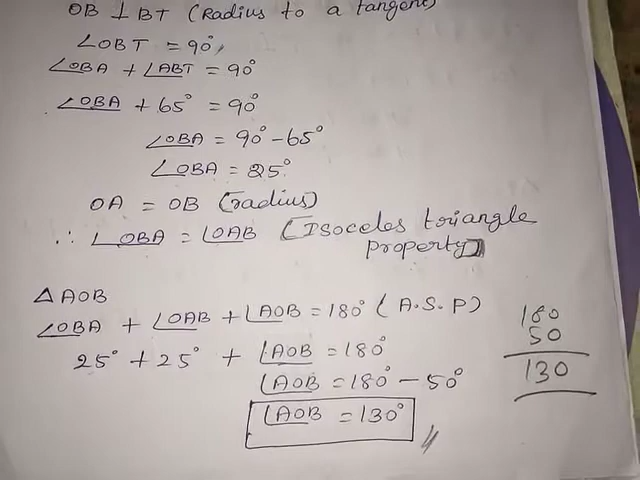 OB ⊥ BT (Radius to a tangent)
∠OBT = 90°,
∠OBA + ∠ABT = 90°
∠OBA + 65° = 90°
∠OBA = 90° - 65°
∠OBA = 25°
OA = OB (radius)
∴ ∠OBA = ∠OAB (Isoceles triangle
property)
△AOB
∠OBA + ∠OAB + ∠AOB = 180° (A.S.P)
25° + 25° + ∠AOB = 180°
∠AOB = 180° - 50°
∠AOB = 130°
180
50
130